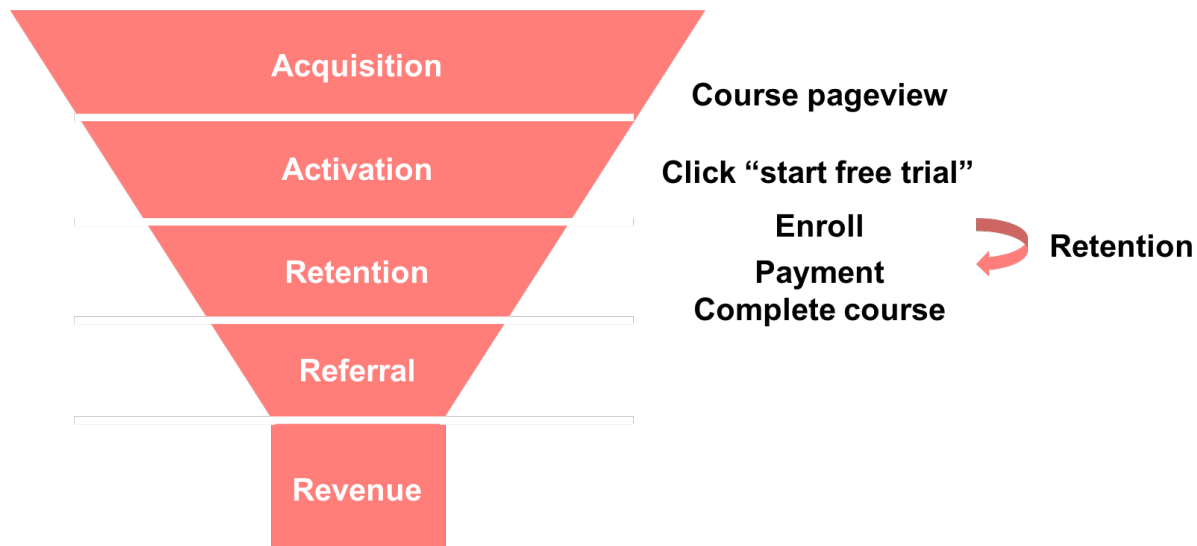 Acquisition
Course pageview
Activation
Click “start free trial”
Enroll
Retention
Retention
Payment
Complete course
Referral
Revenue